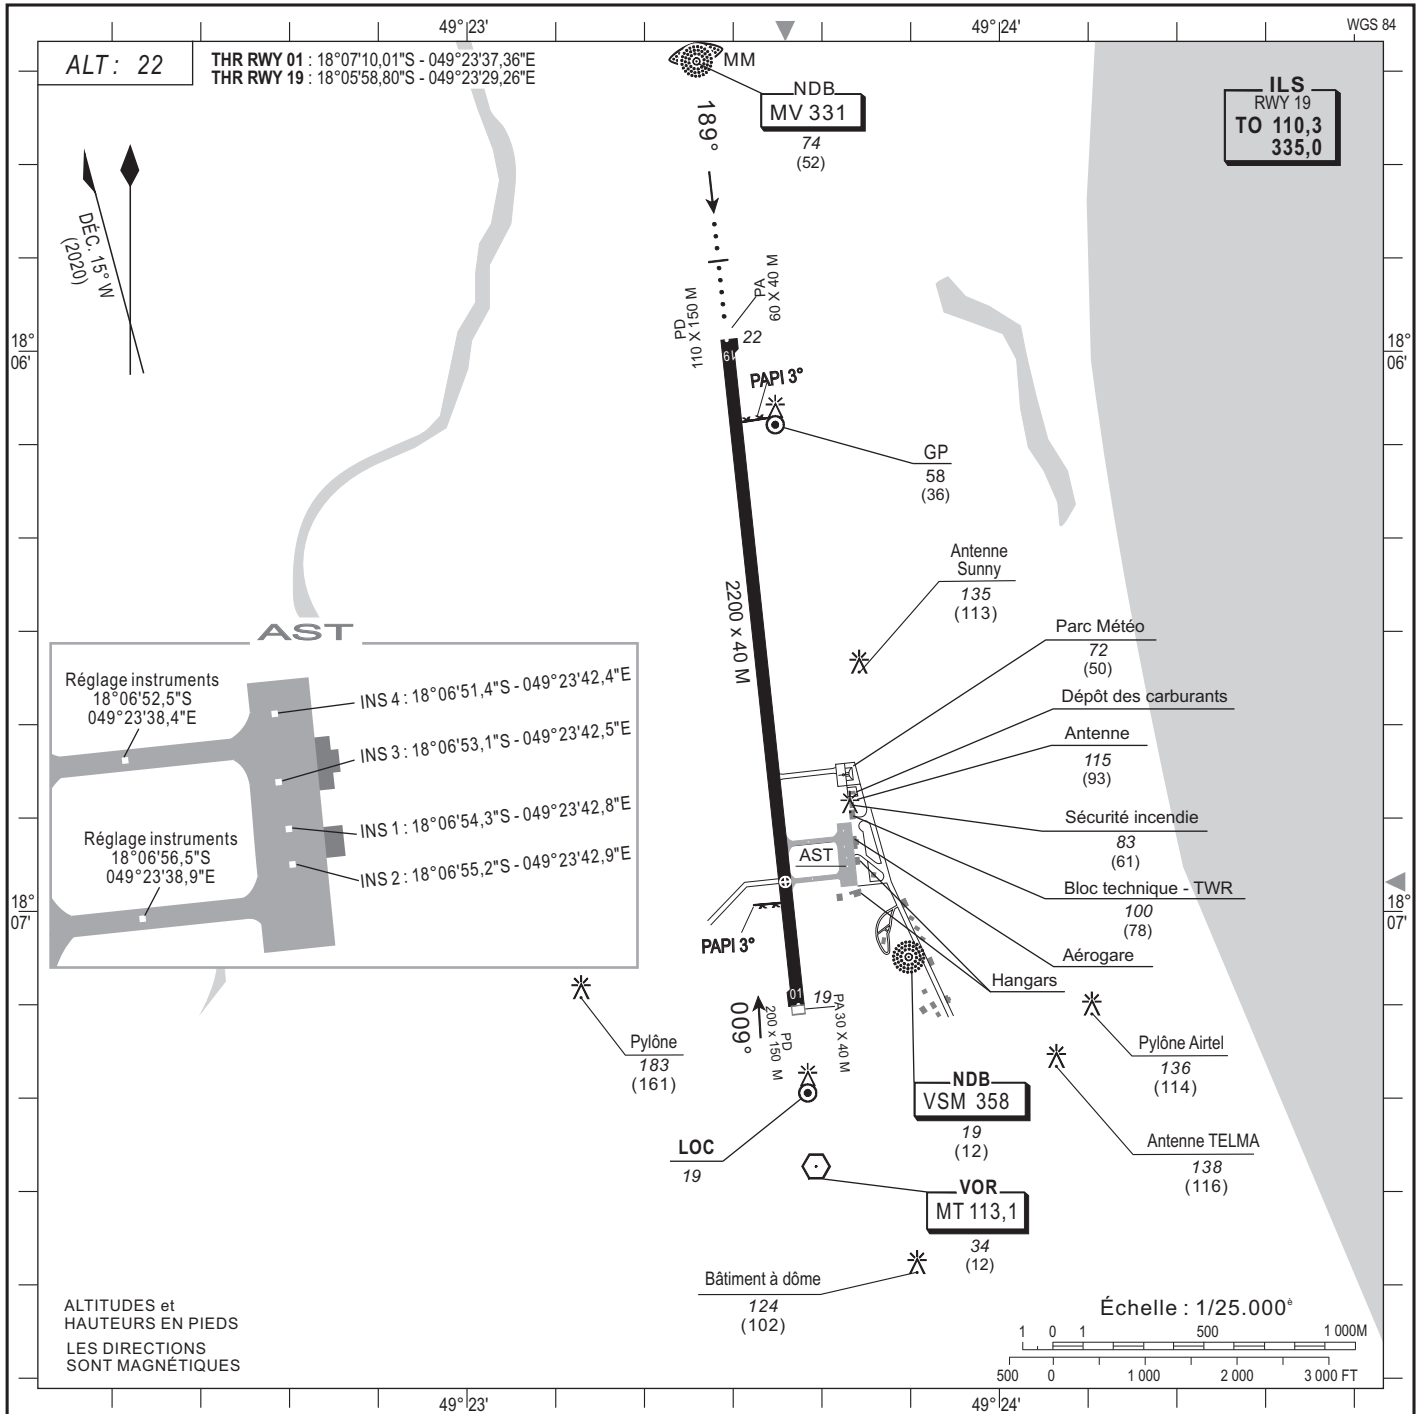 49°23'
49°24'
WGS 84
ALT : 22
THR RWY 01 : 18°07'10,01"S - 049°23'37,36"E
THR RWY 19 : 18°05'58,80"S - 049°23'29,26"E
MM
NDB
MV 331
74
(52)
ILS
RWY 19
TO 110,3
335,0
189°
DÉC. 15° W
(2020)
PD
110 X 150 M
PA
60 X 40 M
22
18°
06'
18°
06'
19
PAPI 3°
GP
58
(36)
Antenne
Sunny
135
(113)
2200 x 40 M
AST
Réglage instruments
18°06'52,5"S
049°23'38,4"E
INS 4 : 18°06'51,4"S - 049°23'42,4"E
INS 3 : 18°06'53,1"S - 049°23'42,5"E
INS 1 : 18°06'54,3"S - 049°23'42,8"E
INS 2 : 18°06'55,2"S - 049°23'42,9"E
Réglage instruments
18°06'56,5"S
049°23'38,9"E
Parc Météo
72
(50)
Dépôt des carburants
Antenne
115
(93)
Sécurité incendie
83
(61)
AST
Bloc technique - TWR
100
(78)
18°
07'
18°
07'
PAPI 3°
Aérogare
Hangars
01
19
PA 30 X 40 M
009°
PD
200 x 150 M
Pylône
183
(161)
Pylône Airtel
136
(114)
NDB
VSM 358
19
(12)
LOC
19
Antenne TELMA
138
(116)
VOR
MT 113,1
34
(12)
Bâtiment à dôme
124
(102)
ALTITUDES et
HAUTEURS EN PIEDS
LES DIRECTIONS
SONT MAGNÉTIQUES
Échelle : 1/25.000è
1 0 1 500 1 000M
500 0 1 000 2 000 3 000 FT
49°23'
49°24'